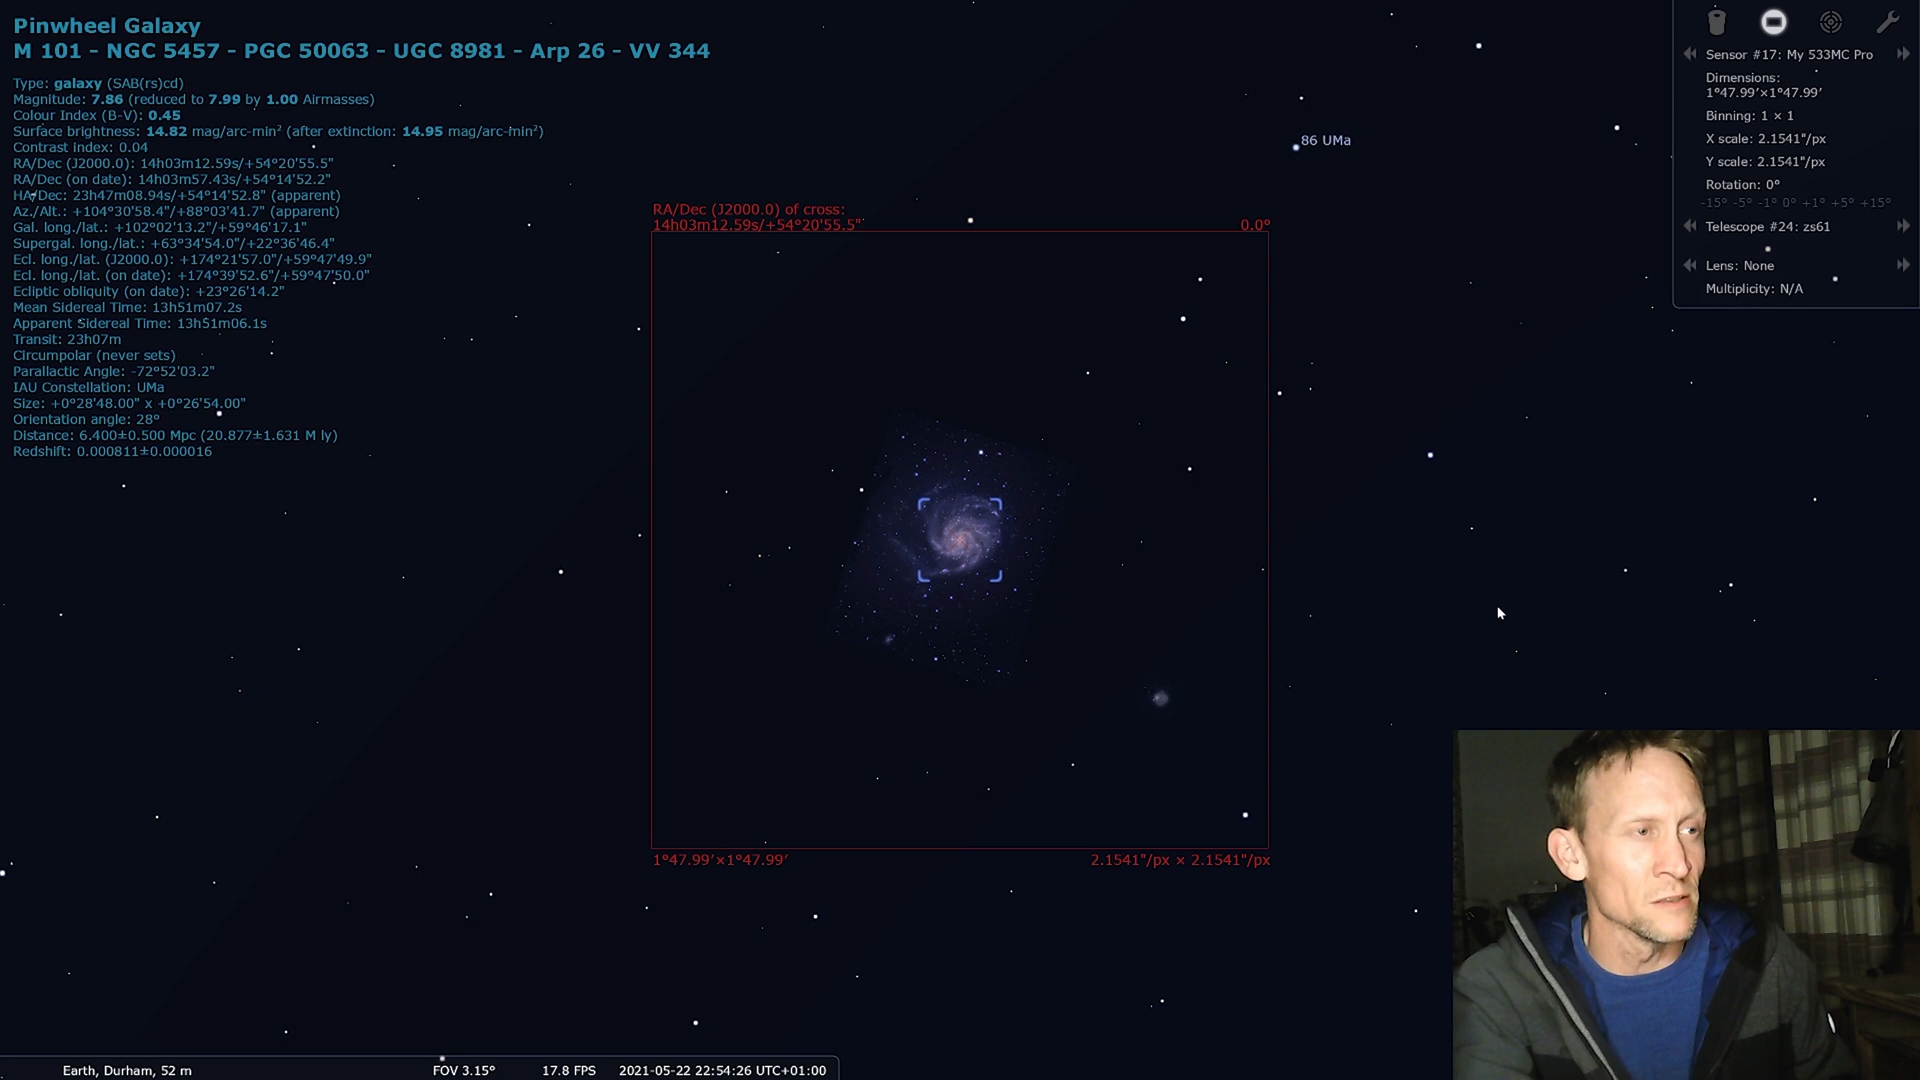 Pinwheel Galaxy
M 101 - NGC 5457 - PGC 50063 - UGC 8981 - Arp 26 - VV 344
Type: galaxy (SAB(rs)cd)
Magnitude: 7.86 (reduced to 7.99 by 1.00 Airmasses)
Colour Index (B-V): 0.45
Surface brightness: 14.82 mag/arc-min² (after extinction: 14.95 mag/arc-min²)
Contrast index: 0.04
RA/Dec (J2000.0): 14h03m12.59s/+54°20'55.5"
RA/Dec (on date): 14h03m57.43s/+54°14'52.2"
HA/Dec: 23h47m08.94s/+54°14'52.8" (apparent)
Az./Alt.: +104°30'58.4"/+88°03'41.7" (apparent)
Gal. long./lat.: +102°02'13.2"/+59°46'17.1"
Supergal. long./lat.: +63°34'54.0"/+22°36'46.4"
Ecl. long./lat. (J2000.0): +174°21'57.0"/+59°47'49.9"
Ecl. long./lat. (on date): +174°39'52.6"/+59°47'50.0"
Ecliptic obliquity (on date): +23°26'14.2"
Mean Sidereal Time: 13h51m07.2s
Apparent Sidereal Time: 13h51m06.1s
Transit: 23h07m
Circumpolar (never sets)
Parallactic Angle: -72°52'03.2"
IAU Constellation: UMa
Size: +0°28'48.00" x +0°26'54.00"
Orientation angle: 28°
Distance: 6.400±0.500 Mpc (20.877±1.631 M ly)
Redshift: 0.000811±0.000016
86 UMa
RA/Dec (J2000.0) of cross:
14h03m12.59s/+54°20'55.5"
0.0°
1°47.99′×1°47.99′
2.1541"/px × 2.1541"/px
Sensor #17: My 533MC Pro
Dimensions:
1°47.99′×1°47.99′
Binning: 1 × 1
X scale: 2.1541"/px
Y scale: 2.1541"/px
Rotation: 0°
-15° -5° -1° 0° +1° +5° +15°
Telescope #24: zs61
Lens: None
Multiplicity: N/A
Earth, Durham, 52 m
FOV 3.15°
17.8 FPS
2021-05-22 22:54:26 UTC+01:00